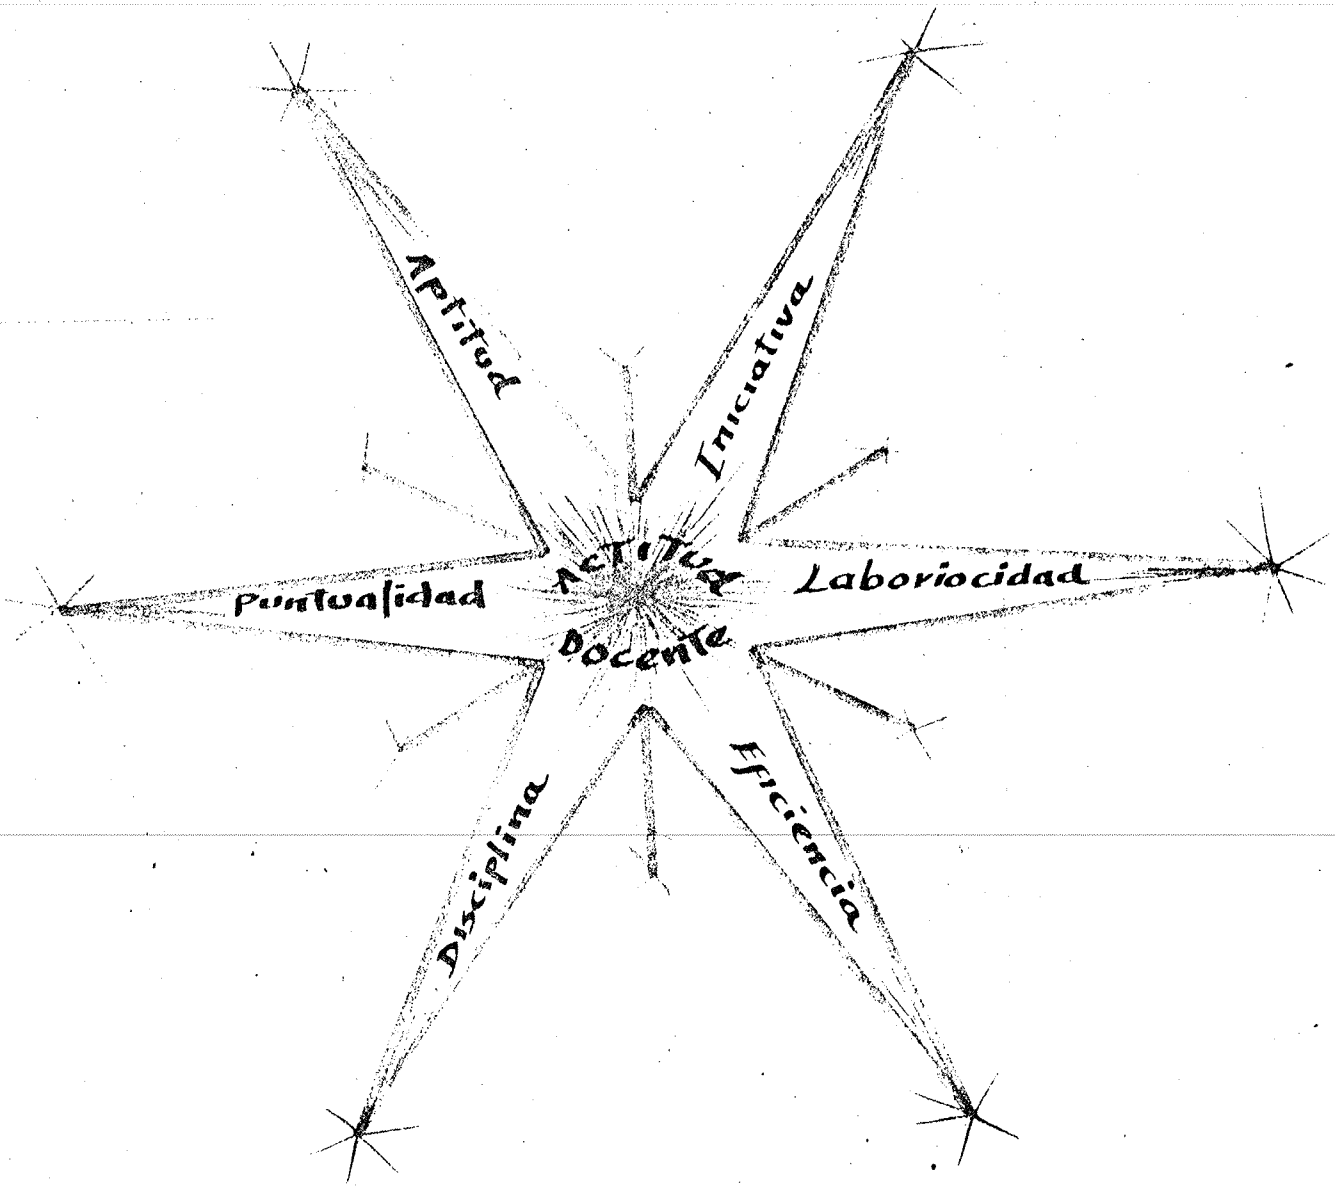 Aptitud
Iniciativa
Actitud
Docente
Puntualidad
Laboriocidad
Disciplina
Eficiencia